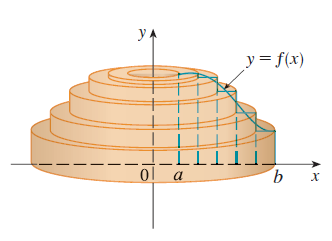 y
y = f(x)
0 a b x